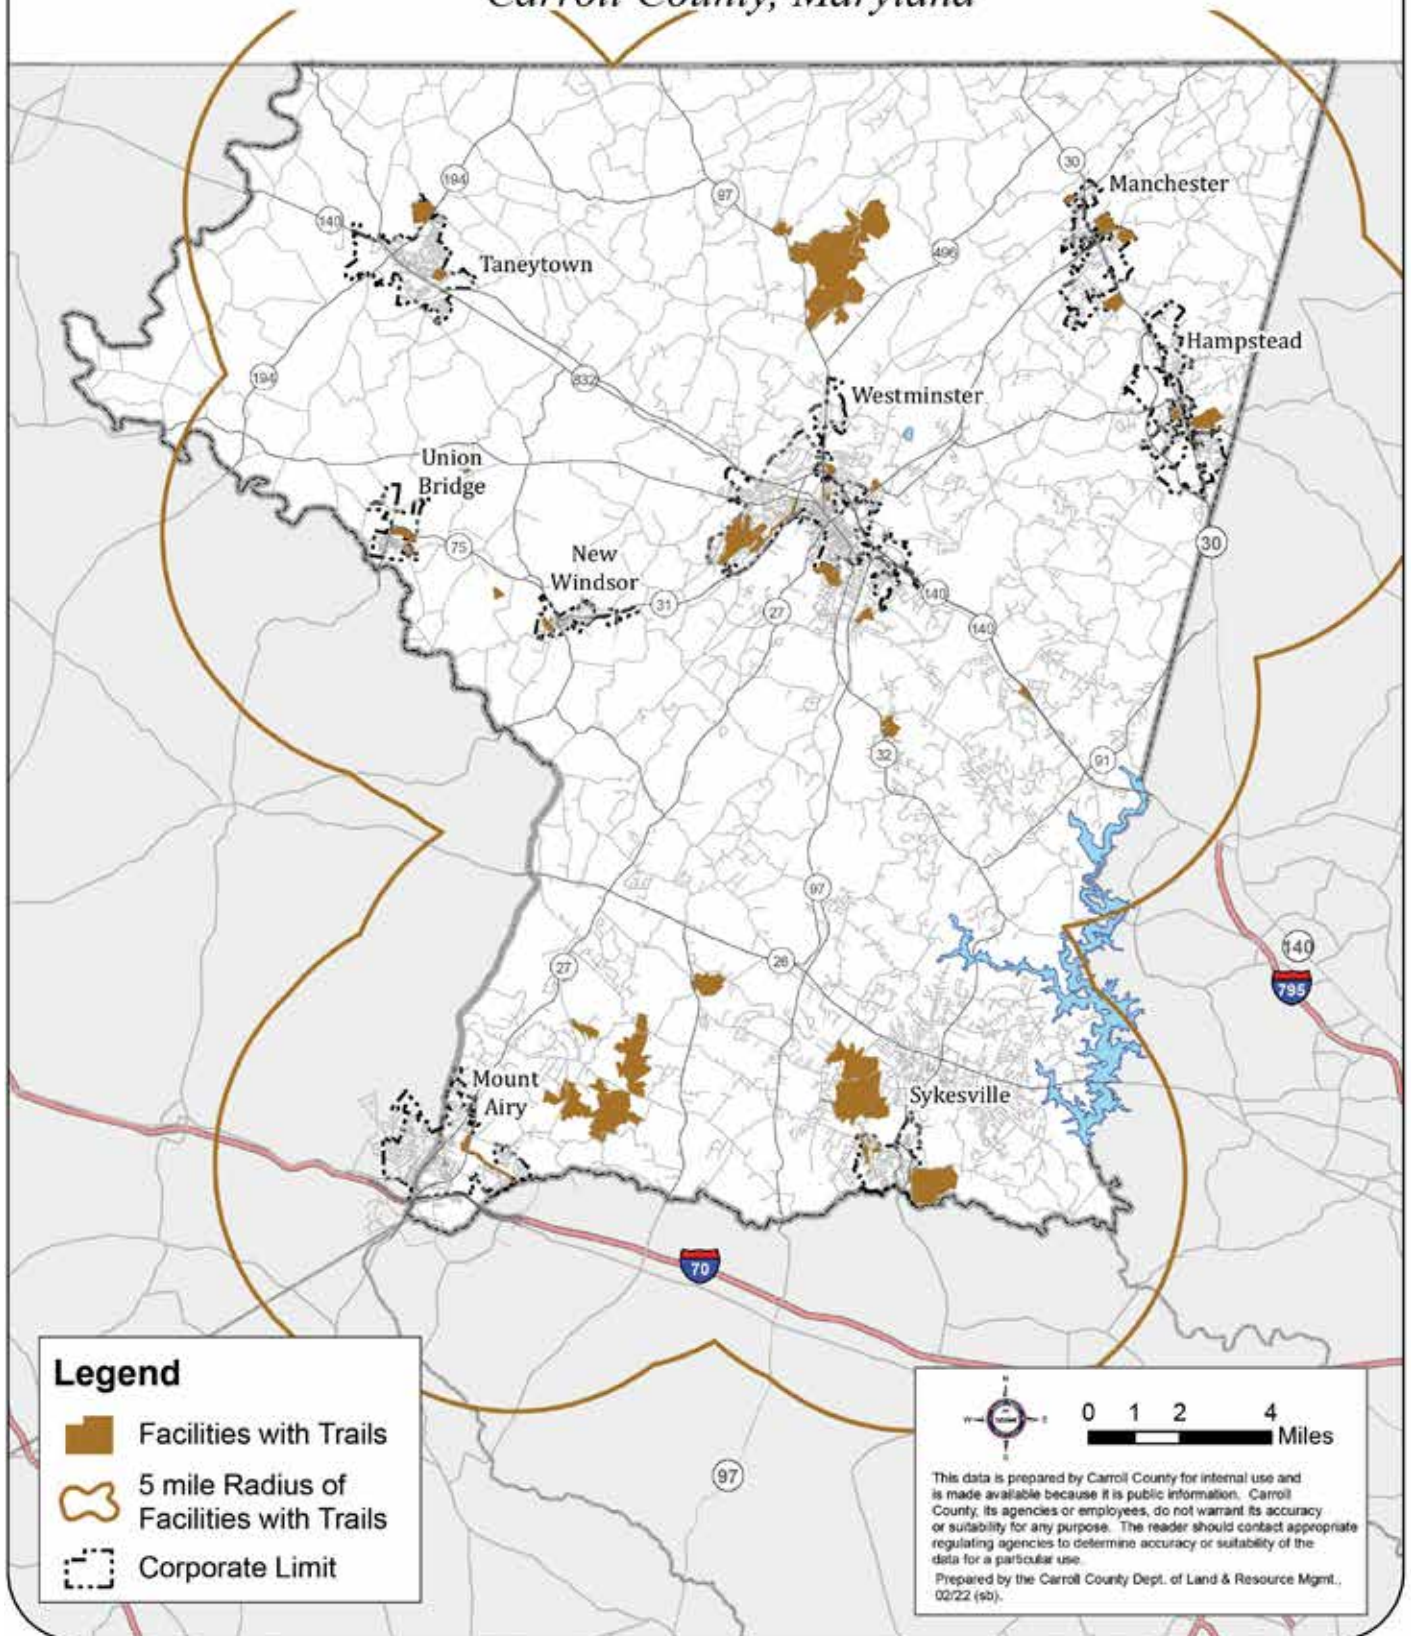 Carroll County, Maryland
30
Manchester
194
97
140
Taneytown
496
Hampstead
194
832
Westminster
Union
Bridge
75
New
Windsor
31
27
140
140
30
32
91
97
27
26
140
795
Mount
Airy
Sykesville
70
97
Legend
Facilities with Trails
5 mile Radius of
Facilities with Trails
Corporate Limit
N
W
E
S
0 1 2 4
Miles
This data is prepared by Carroll County for internal use and
is made available because it is public information. Carroll
County, its agencies or employees, do not warrant its accuracy
or suitability for any purpose. The reader should contact appropriate
regulating agencies to determine accuracy or suitability of the
data for a particular use.
Prepared by the Carroll County Dept. of Land & Resource Mgmt.,
02/22 (sb).